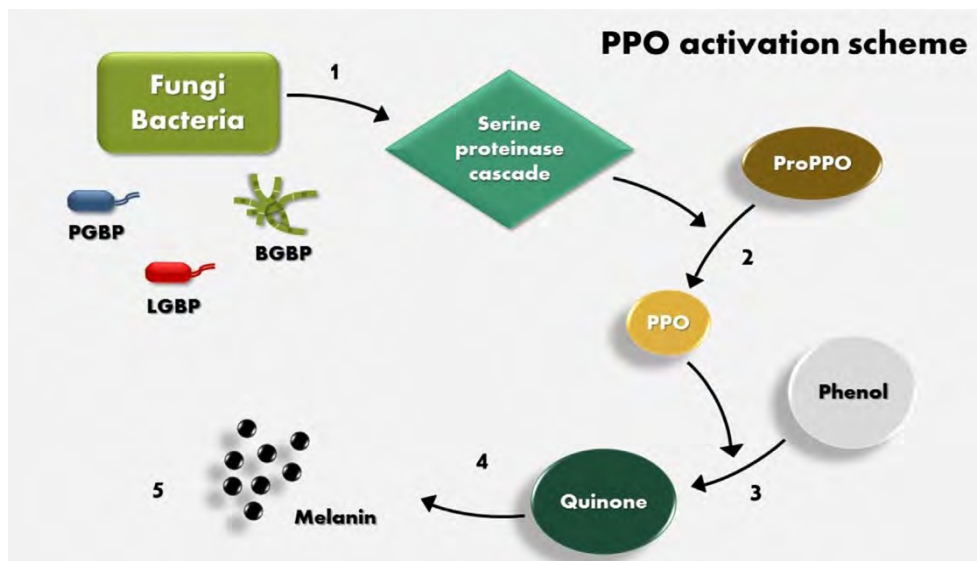 PPO activation scheme
1
Fungi
Bacteria
Serine
proteinase
cascade
ProPPO
PGBP
BGBP
LGBP
2
PPO
Phenol
3
Quinone
4
Melanin
5